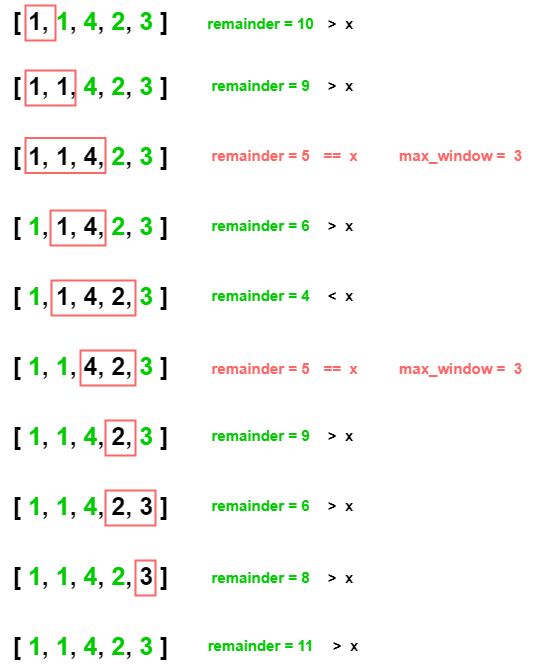 [ 1, 1, 4, 2, 3 ] remainder = 10 > x
[ 1, 1, 4, 2, 3 ] remainder = 9 > x
[ 1, 1, 4, 2, 3 ] remainder = 5 == x max_window = 3
[ 1, 1, 4, 2, 3 ] remainder = 6 > x
[ 1, 1, 4, 2, 3 ] remainder = 4 < x
[ 1, 1, 4, 2, 3 ] remainder = 5 == x max_window = 3
[ 1, 1, 4, 2, 3 ] remainder = 9 > x
[ 1, 1, 4, 2, 3 ] remainder = 6 > x
[ 1, 1, 4, 2, 3 ] remainder = 8 > x
[ 1, 1, 4, 2, 3 ] remainder = 11 > x